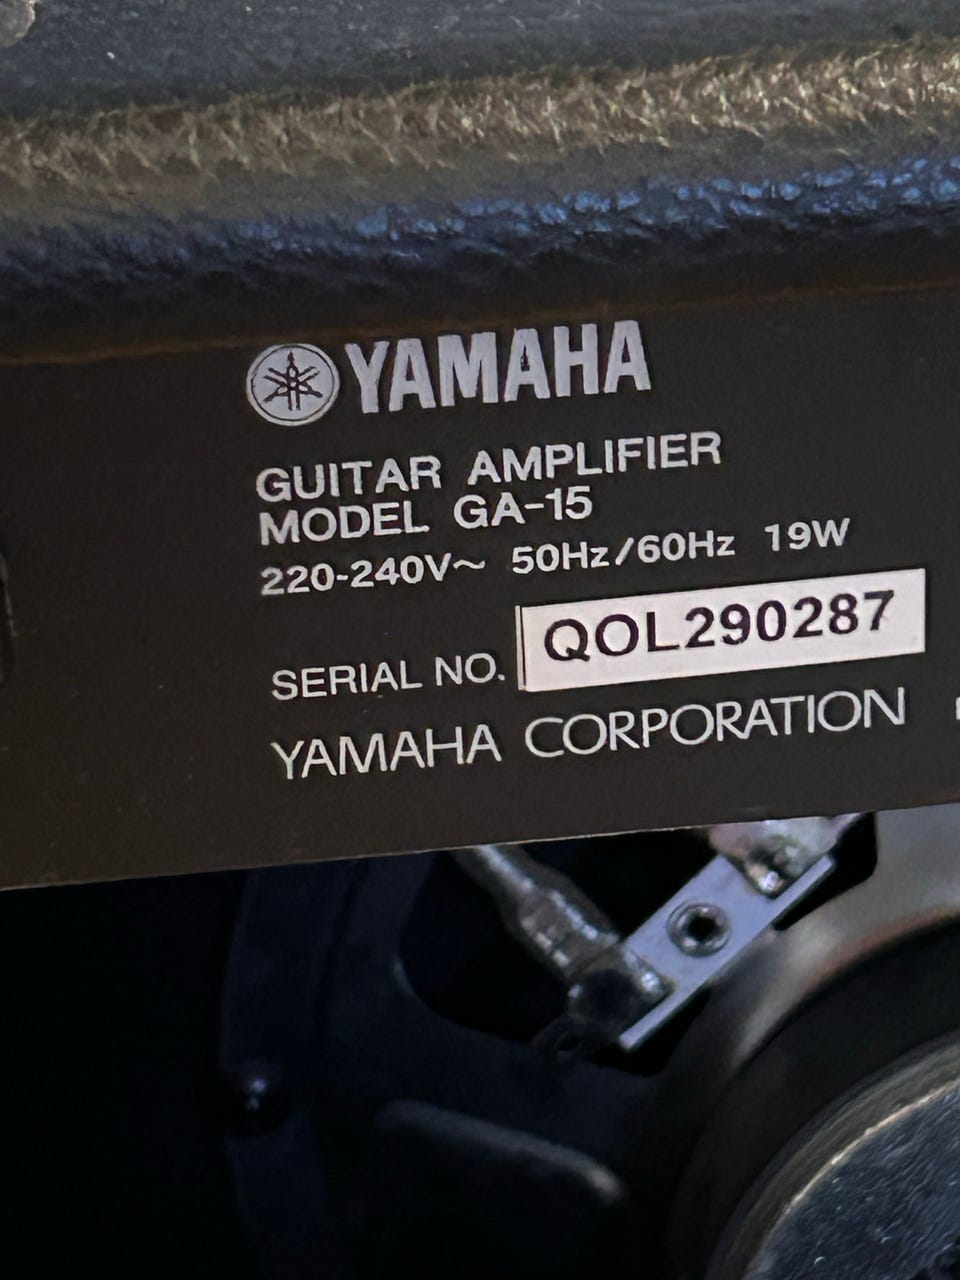 YAMAHA
GUITAR AMPLIFIER
MODEL GA-15
220-240V~ 50Hz/60Hz 19W
SERIAL NO. QOL290287
YAMAHA CORPORATION